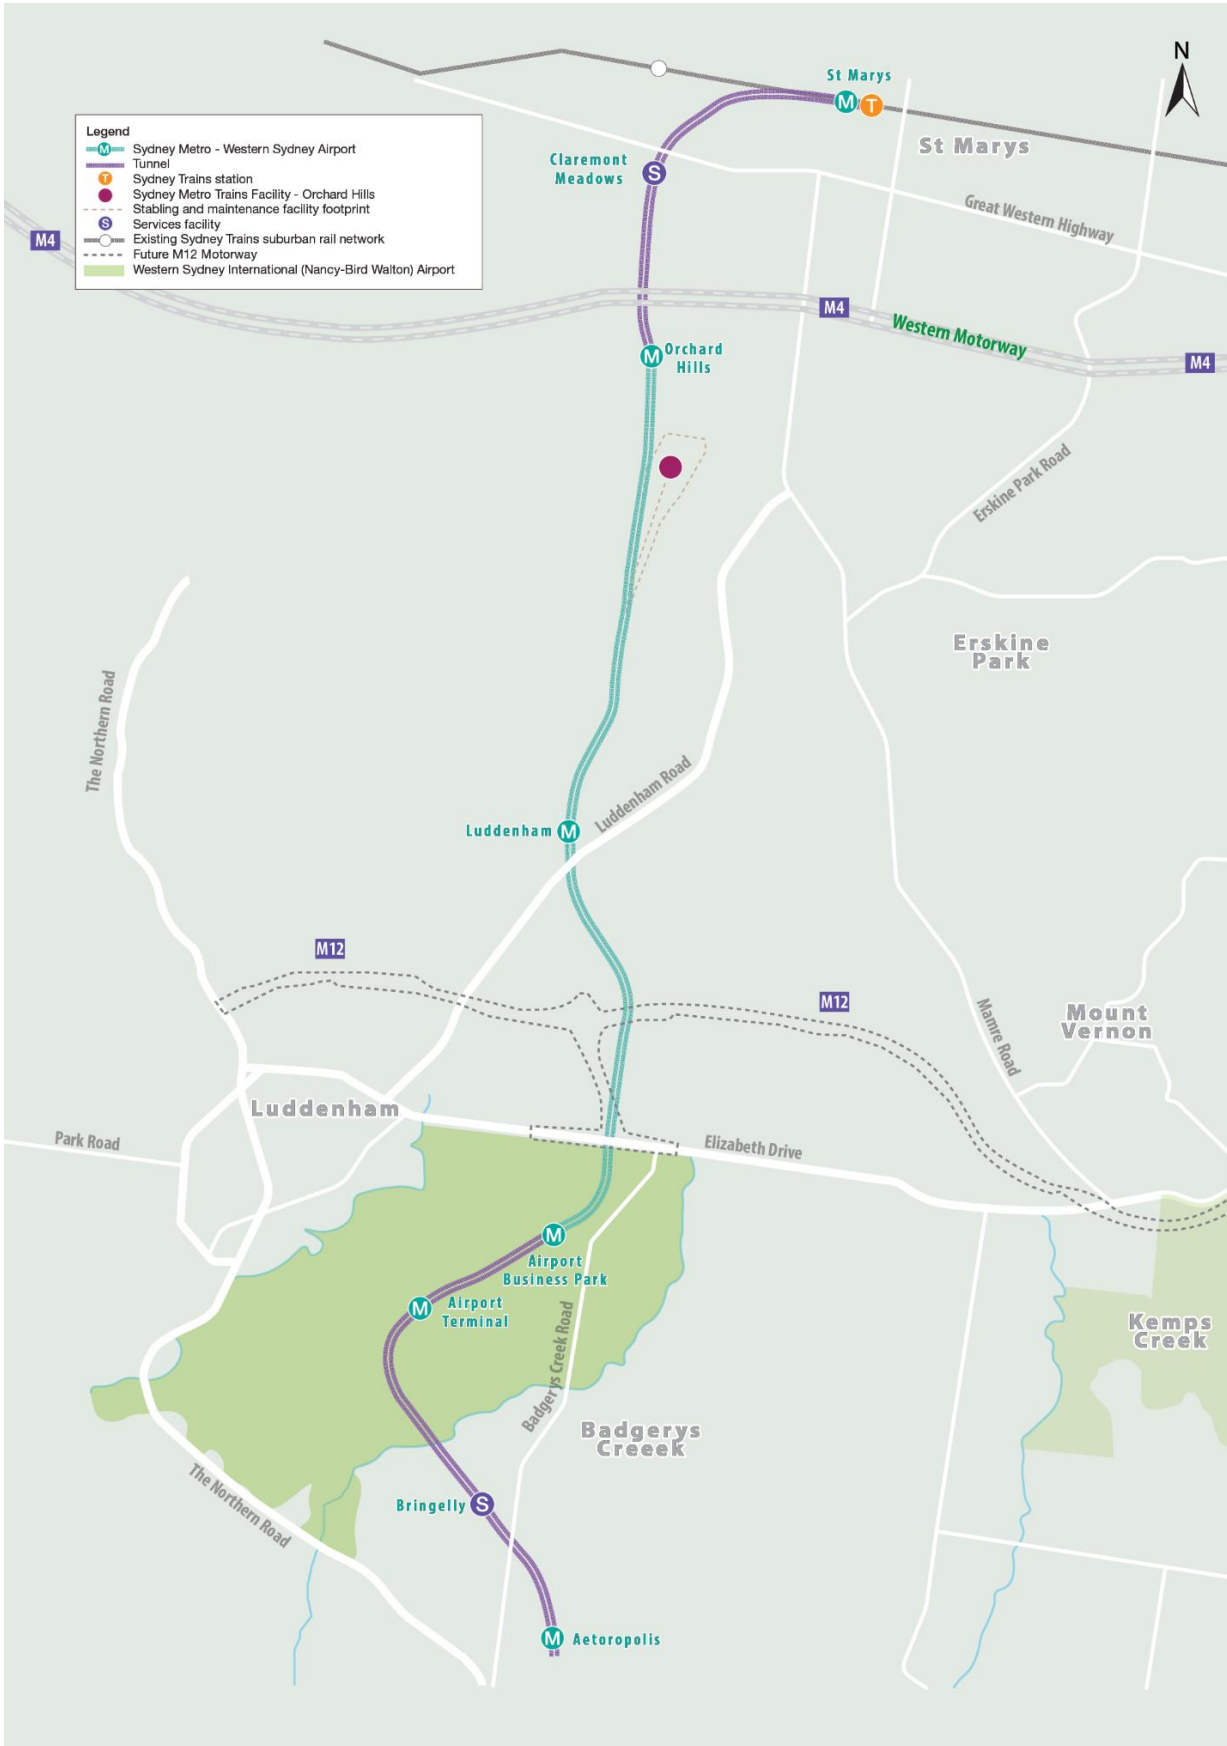 N
St Marys
M
T
St Marys
Claremont
Meadows
S
Great Western Highway
Legend
M
Sydney Metro - Western Sydney Airport
Tunnel
T
Sydney Trains station
Sydney Metro Trains Facility - Orchard Hills
Stabling and maintenance facility footprint
S
Services facility
Existing Sydney Trains suburban rail network
Future M12 Motorway
Western Sydney International (Nancy-Bird Walton) Airport
M4
M4
Western Motorway
M4
M
Orchard
Hills
Erskine Park Road
Erskine
Park
The Northern Road
Luddenham Road
Luddenham
M
M12
M12
Mount
Vernon
Mamre Road
Luddenham
Park Road
Elizabeth Drive
M
Airport
Business Park
M
Airport
Terminal
Kemps
Creek
Badgerys Creek Road
Badgerys
Creeek
The Northern Road
Bringelly
S
M
Aetoropolis